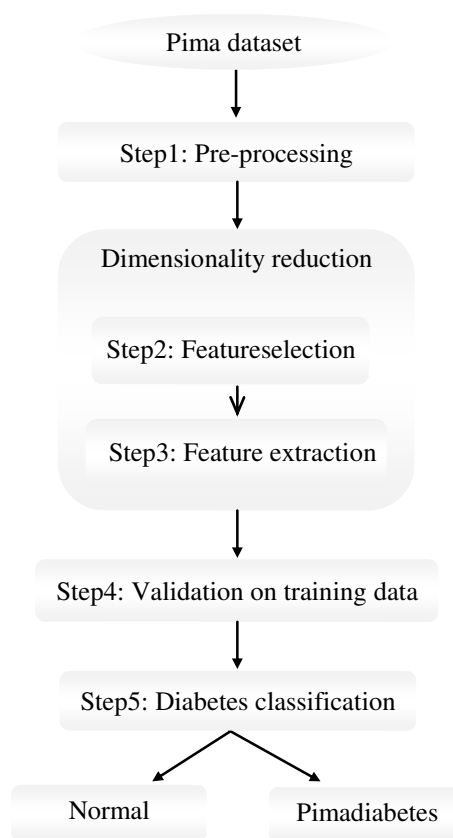 Pima dataset
Step1: Pre-processing
Dimensionality reduction
Step2: Featureselection
Step3: Feature extraction
Step4: Validation on training data
Step5: Diabetes classification
Normal
Pimadiabetes